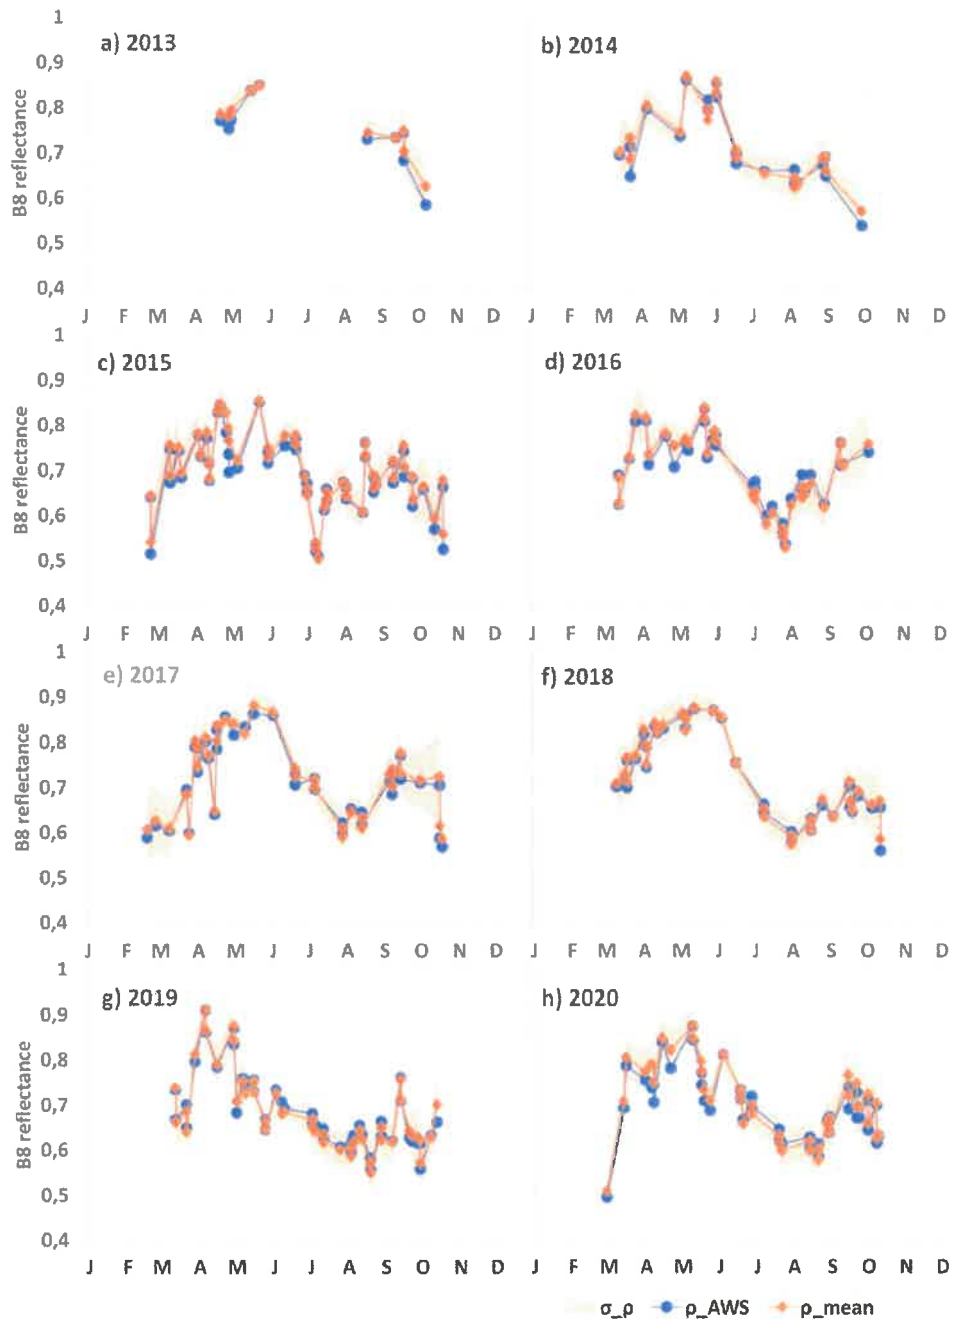 a) 2013
b) 2014
B8 reflectance
1
0,9
0,8
0,7
0,6
0,5
0,4
J F M A M J J A S O N D
J F M A M J J A S O N D
c) 2015
d) 2016
B8 reflectance
1
0,9
0,8
0,7
0,6
0,5
0,4
J F M A M J J A S O N D
J F M A M J J A S O N D
e) 2017
f) 2018
B8 reflectance
1
0,9
0,8
0,7
0,6
0,5
0,4
J F M A M J J A S O N D
J F M A M J J A S O N D
g) 2019
h) 2020
B8 reflectance
1
0,9
0,8
0,7
0,6
0,5
0,4
J F M A M J J A S O N D
J F M A M J J A S O N D
σ_ρ ρ_AWS ρ_mean